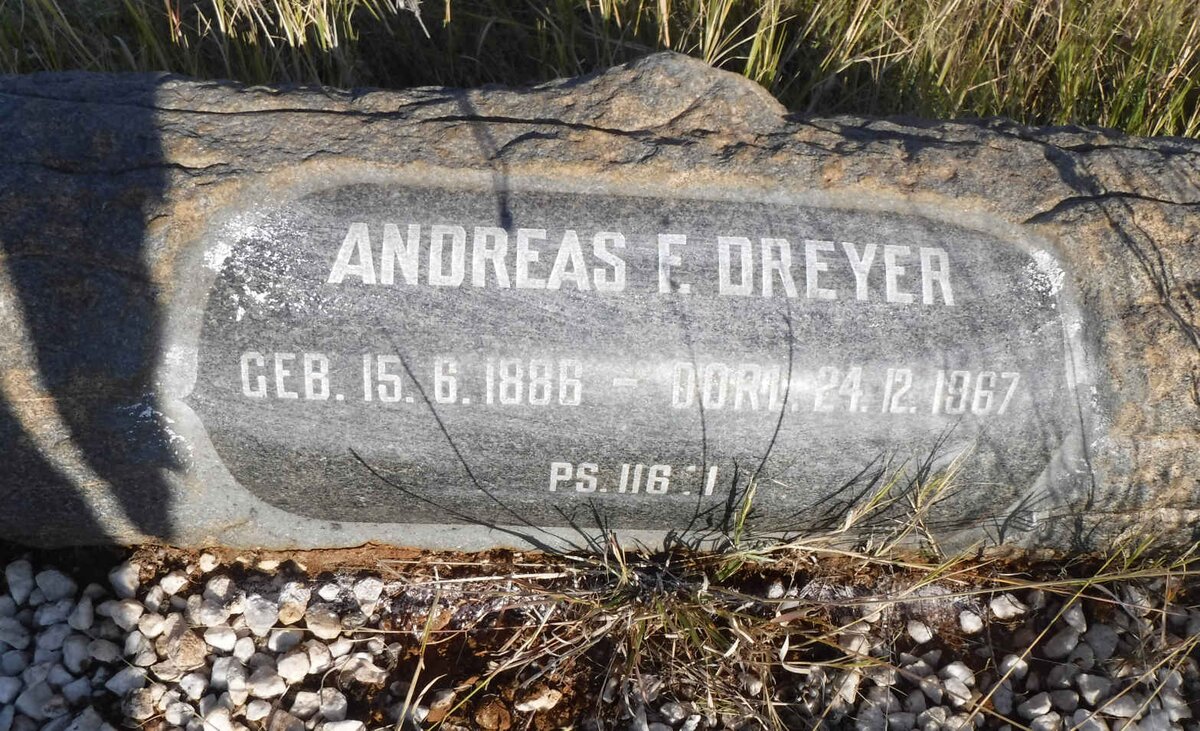 ANDREAS F. DREYER
GEB. 15. 6. 1886 - OORL. 24. 12. 1967
PS. 116 : 1